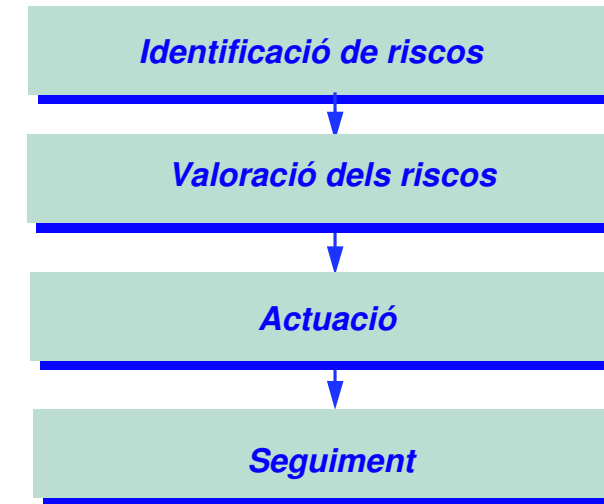 Identificació de riscos
Valoració dels riscos
Actuació
Seguiment